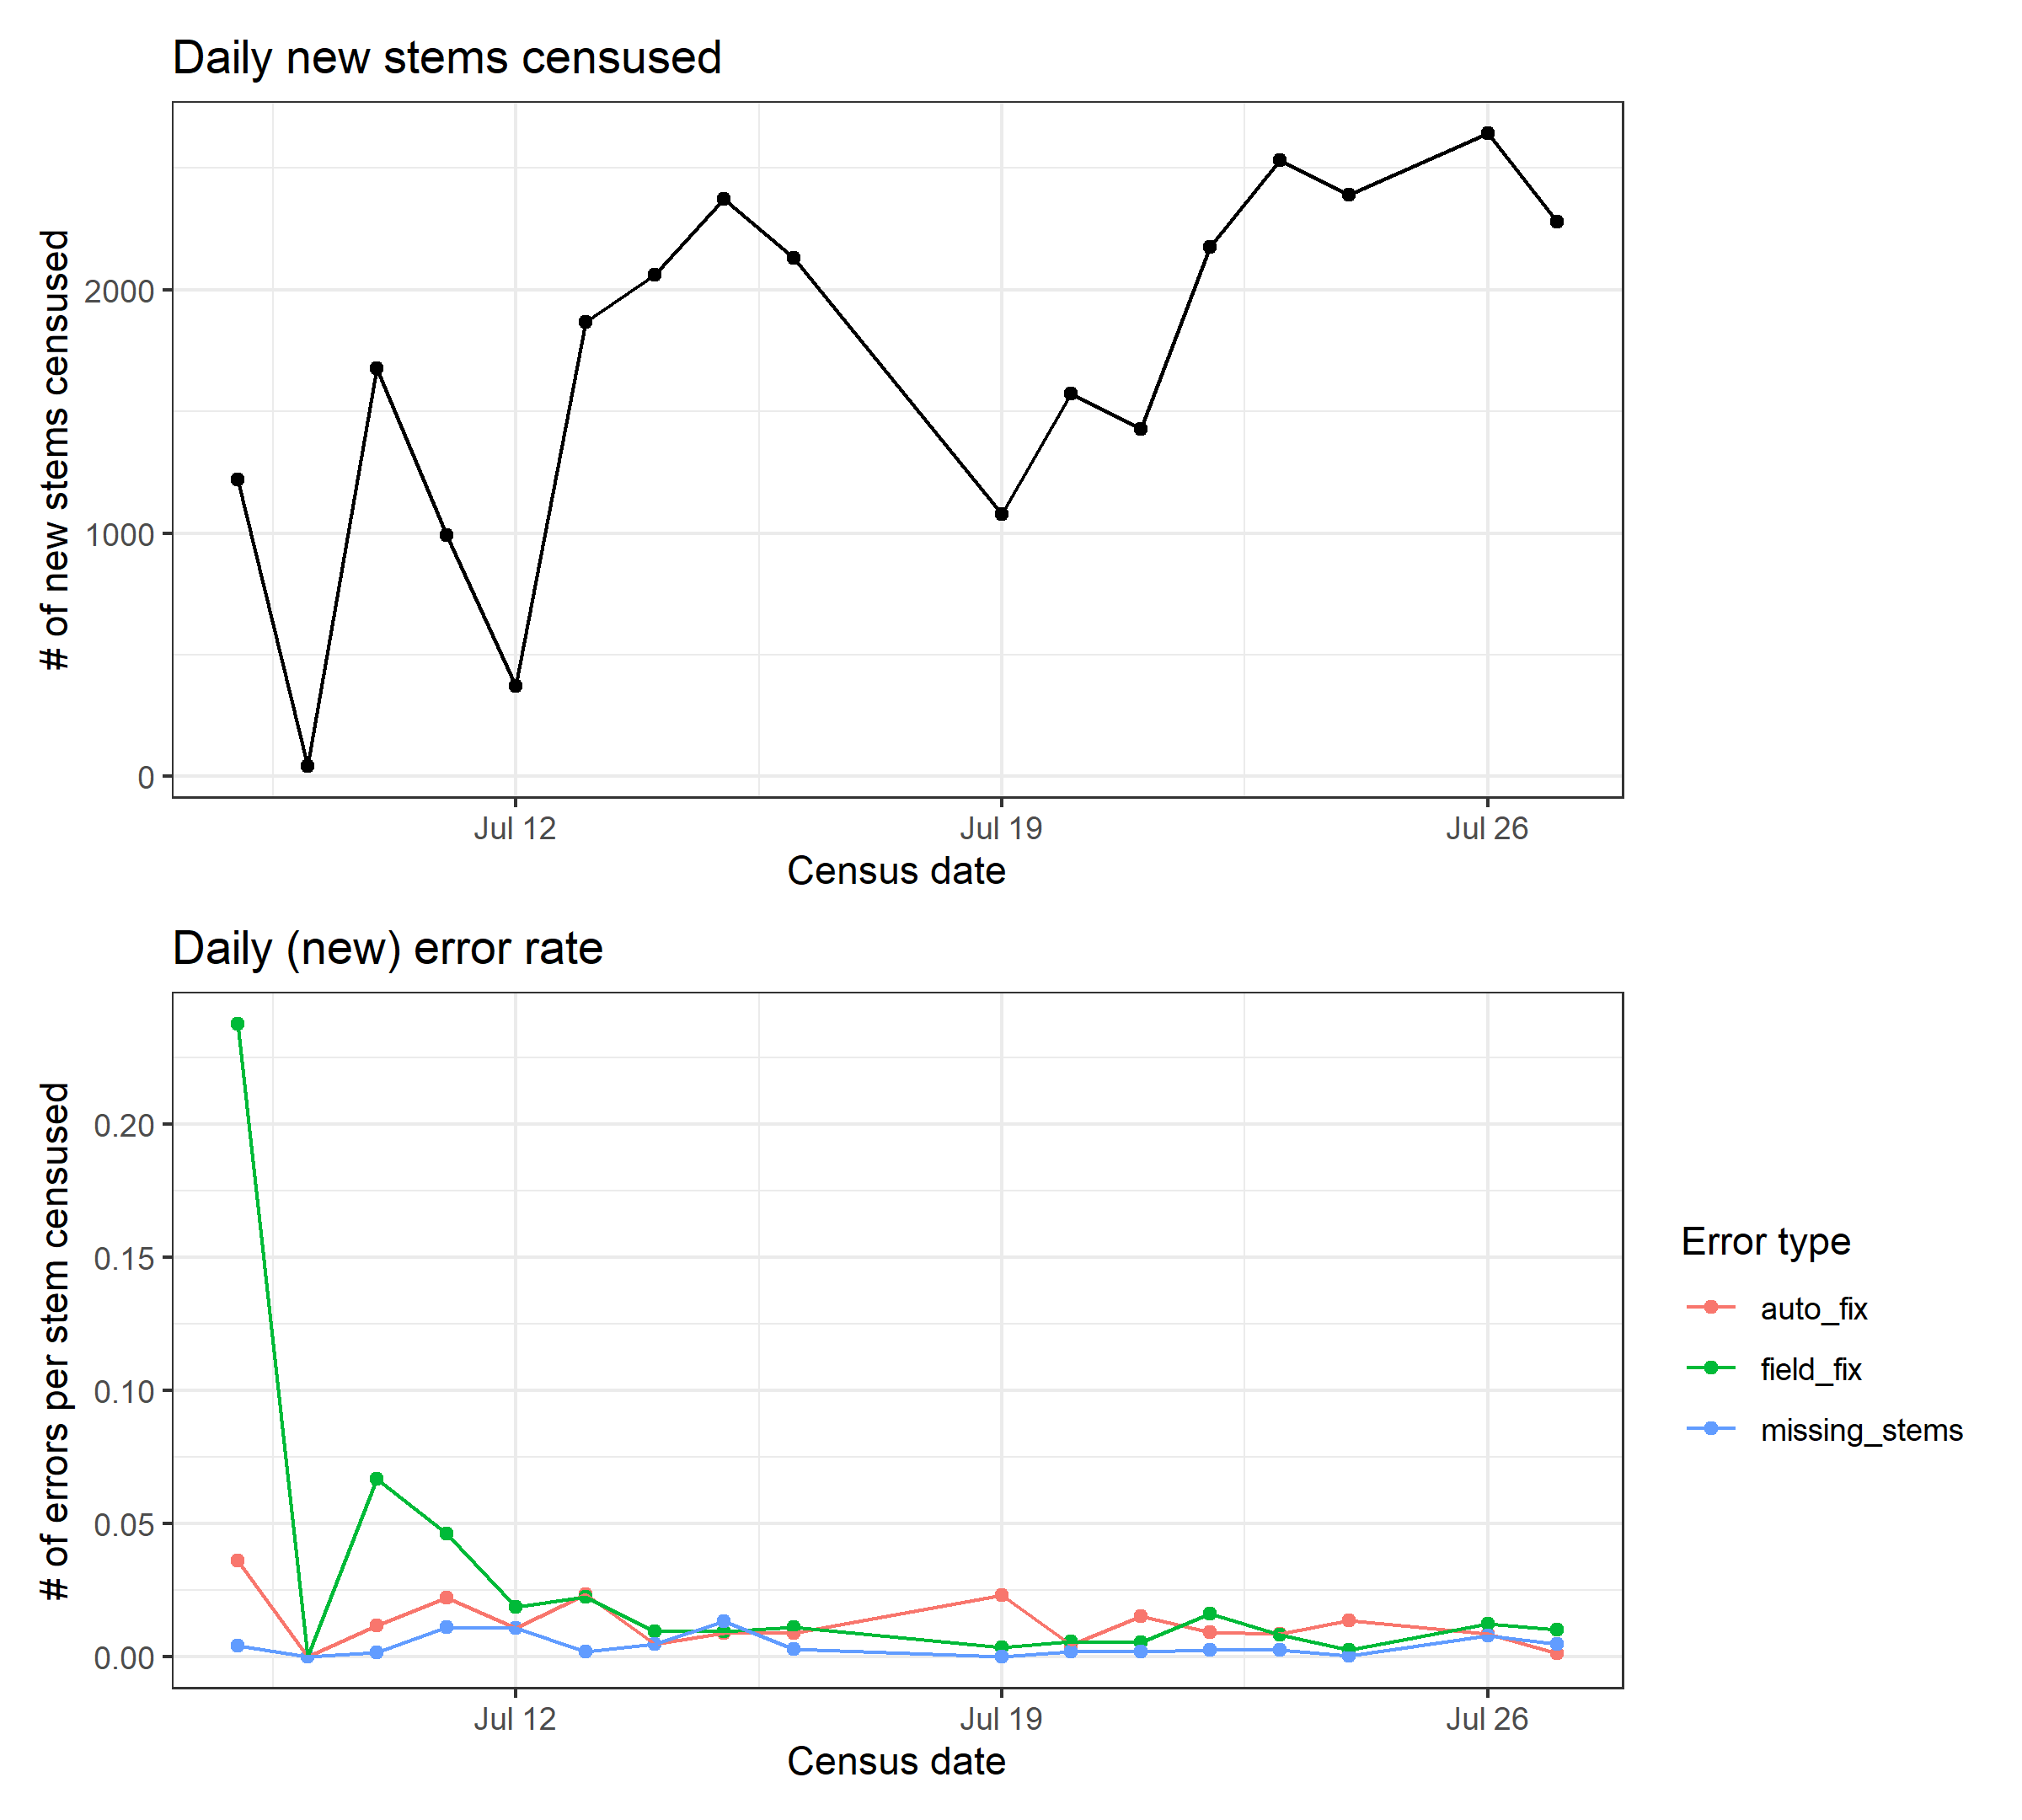 Daily new stems censused
# of new stems censused
2000
1000
0
Jul 12 Jul 19 Jul 26
Census date
Daily (new) error rate
# of errors per stem censused
0.20
0.15
0.10
0.05
0.00
Jul 12 Jul 19 Jul 26
Census date
Error type
auto_fix
field_fix
missing_stems